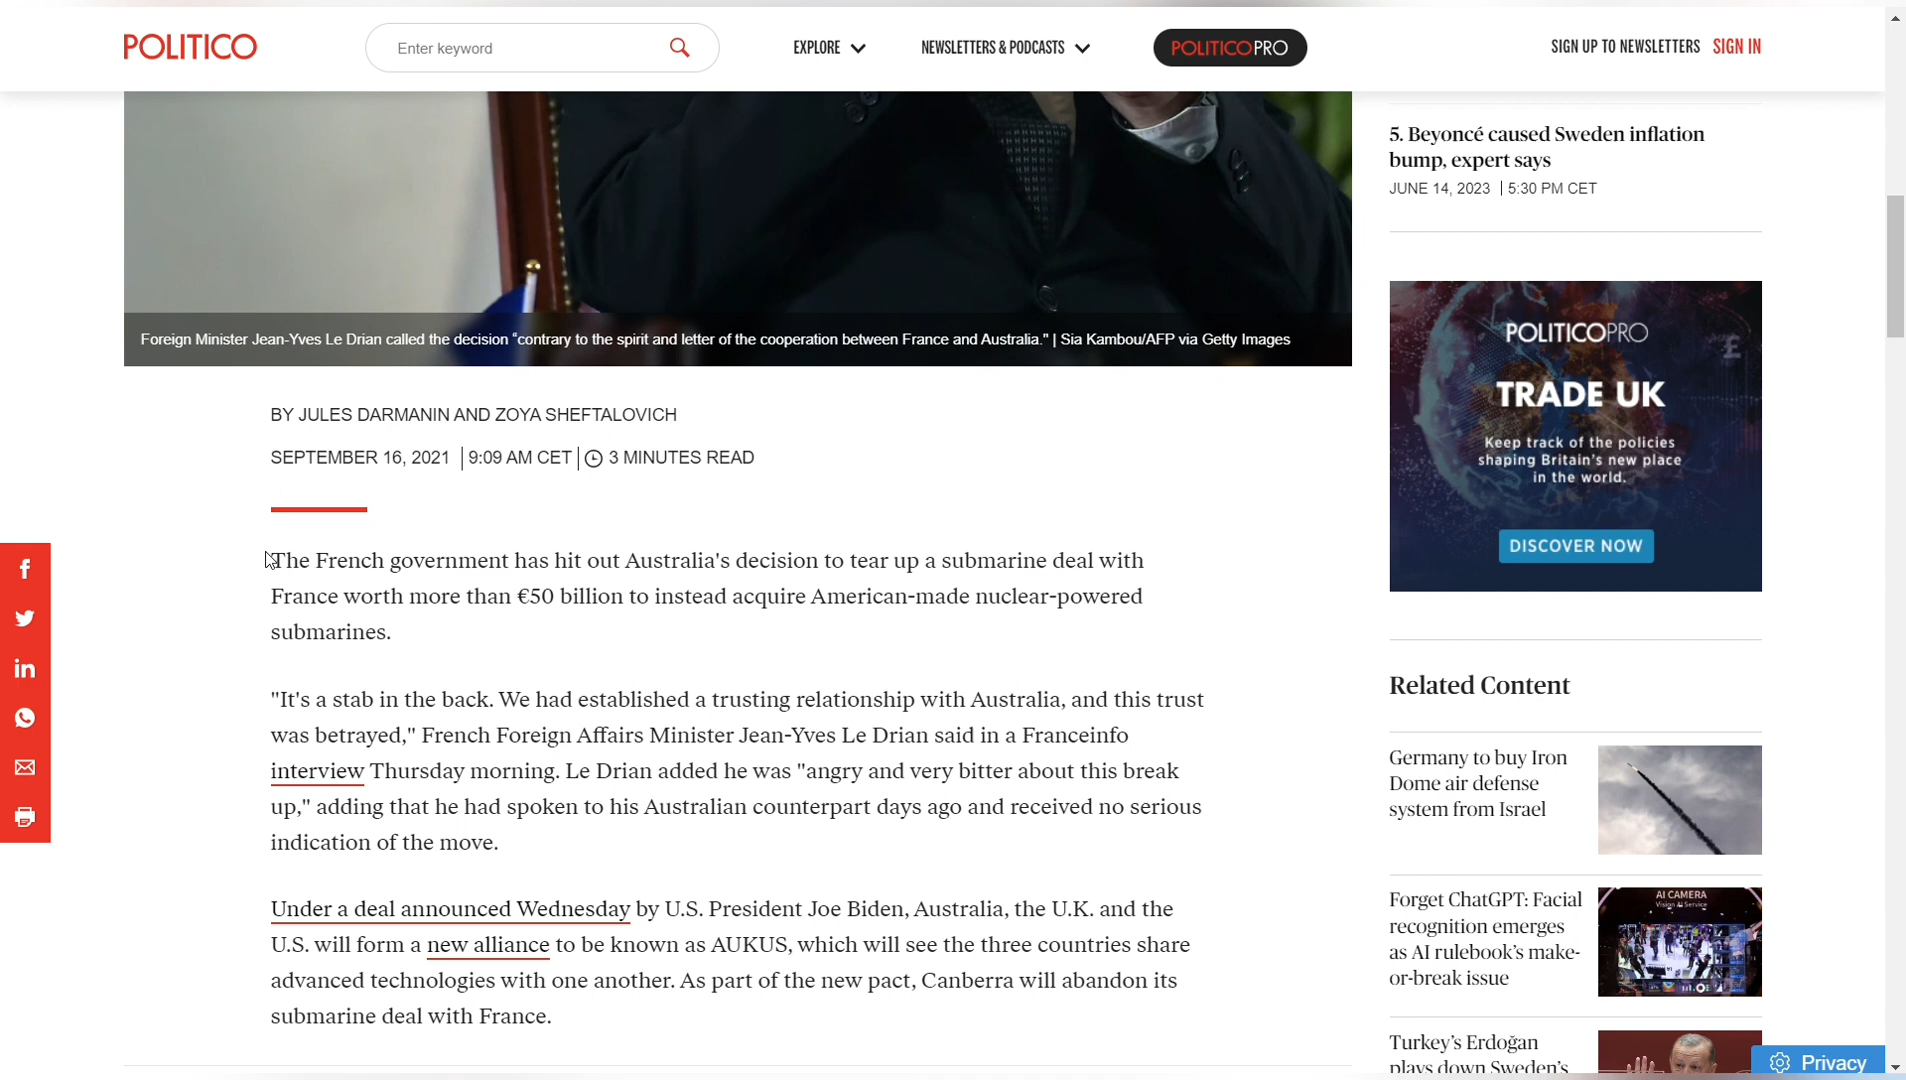 POLITICO
Enter keyword
EXPLORE
NEWSLETTERS & PODCASTS
POLITICOPRO
SIGN UP TO NEWSLETTERS SIGN IN
Foreign Minister Jean-Yves Le Drian called the decision “contrary to the spirit and letter of the cooperation between France and Australia." | Sia Kambou/AFP via Getty Images
BY JULES DARMANIN AND ZOYA SHEFTALOVICH
SEPTEMBER 16, 2021 | 9:09 AM CET | 3 MINUTES READ
The French government has hit out Australia's decision to tear up a submarine deal with
France worth more than €50 billion to instead acquire American-made nuclear-powered
submarines.
"It's a stab in the back. We had established a trusting relationship with Australia, and this trust
was betrayed," French Foreign Affairs Minister Jean-Yves Le Drian said in a Franceinfo
interview Thursday morning. Le Drian added he was "angry and very bitter about this break
up," adding that he had spoken to his Australian counterpart days ago and received no serious
indication of the move.
Under a deal announced Wednesday by U.S. President Joe Biden, Australia, the U.K. and the
U.S. will form a new alliance to be known as AUKUS, which will see the three countries share
advanced technologies with one another. As part of the new pact, Canberra will abandon its
submarine deal with France.
5. Beyoncé caused Sweden inflation
bump, expert says
JUNE 14, 2023 | 5:30 PM CET
POLITICOPRO
TRADE UK
Keep track of the policies
shaping Britain's new place
in the world.
DISCOVER NOW
Related Content
Germany to buy Iron
Dome air defense
system from Israel
Forget ChatGPT: Facial
recognition emerges
as AI rulebook's make-
or-break issue
AI CAMERA
Vision AI Service
Turkey's Erdoğan
plays down Sweden's
Privacy